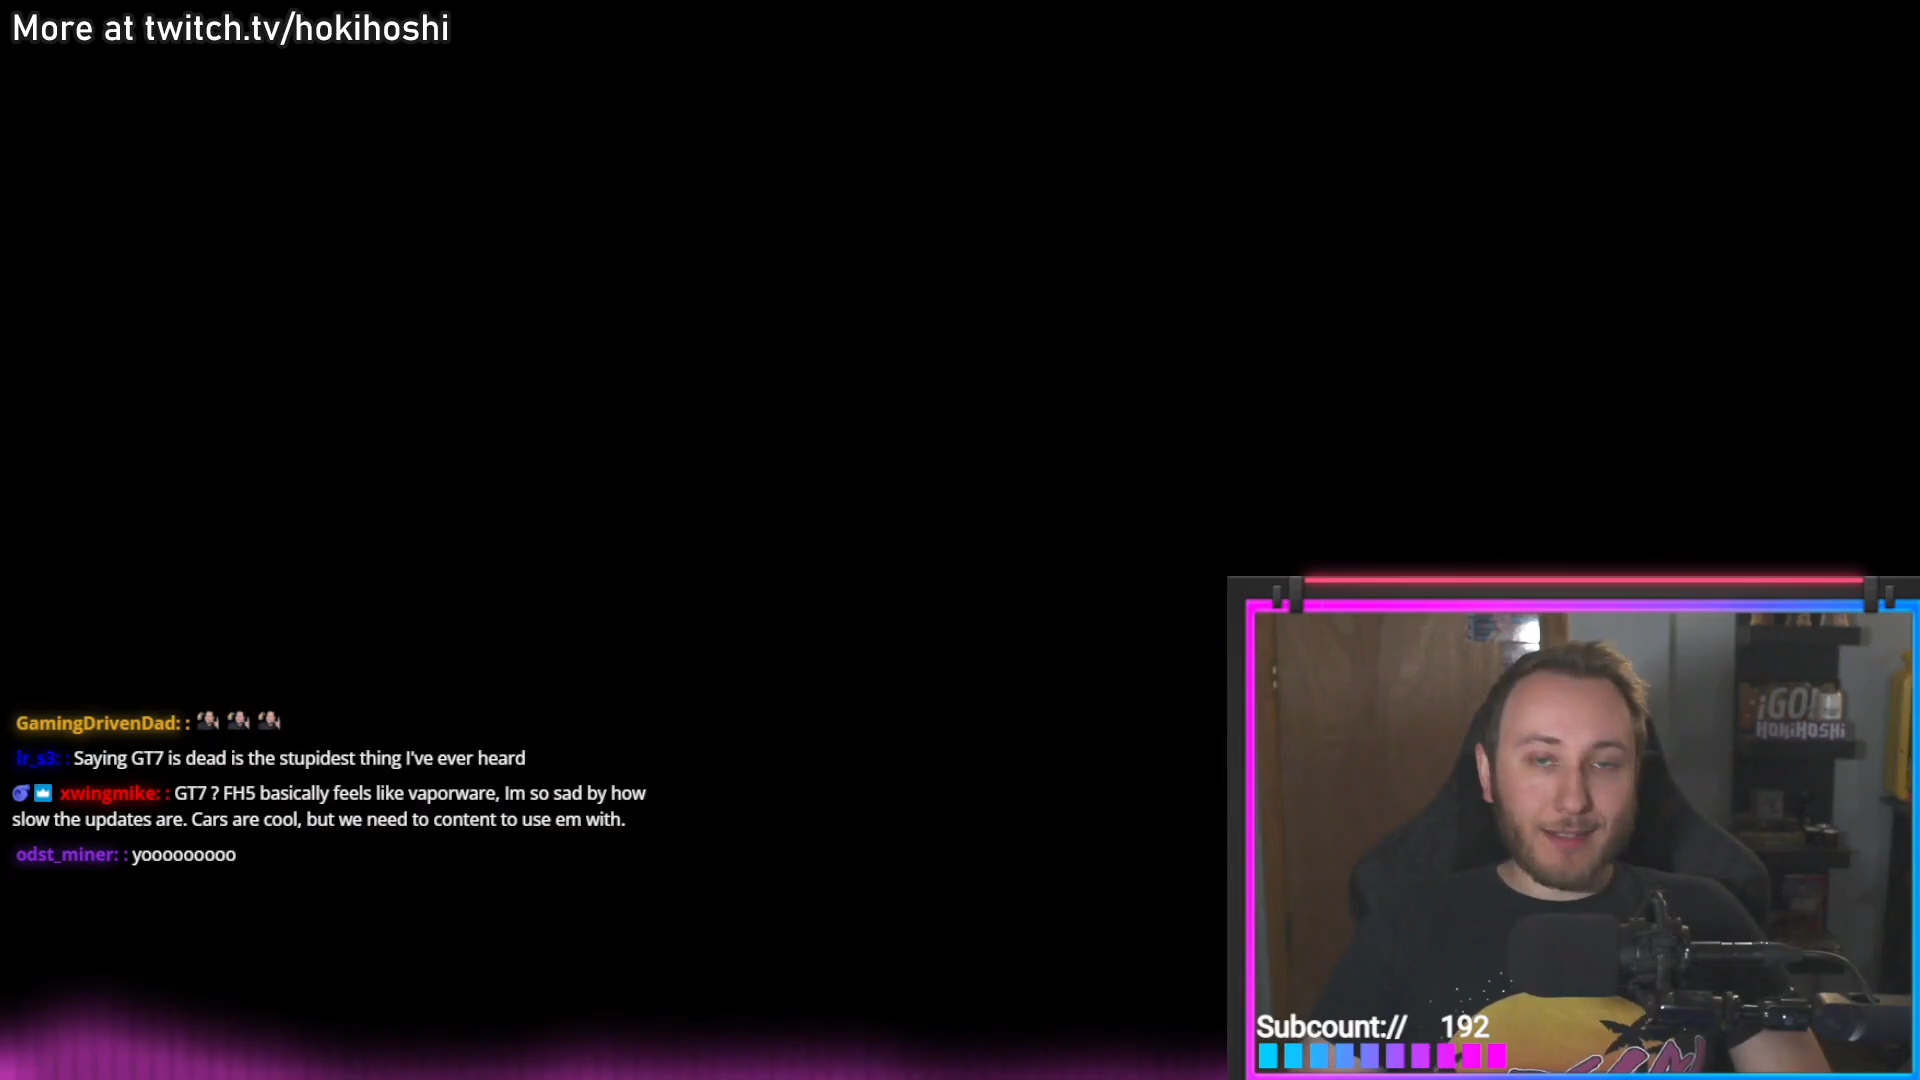 More at twitch.tv/hokihoshi
GamingDrivenDad: :
lr_s3: : Saying GT7 is dead is the stupidest thing I've ever heard
xwingmike: : GT7 ? FH5 basically feels like vaporware, Im so sad by how
slow the updates are. Cars are cool, but we need to content to use em with.
odst_miner: : yooooooooo
¡GO!
HOKIHOSHI
Subcount:// 192